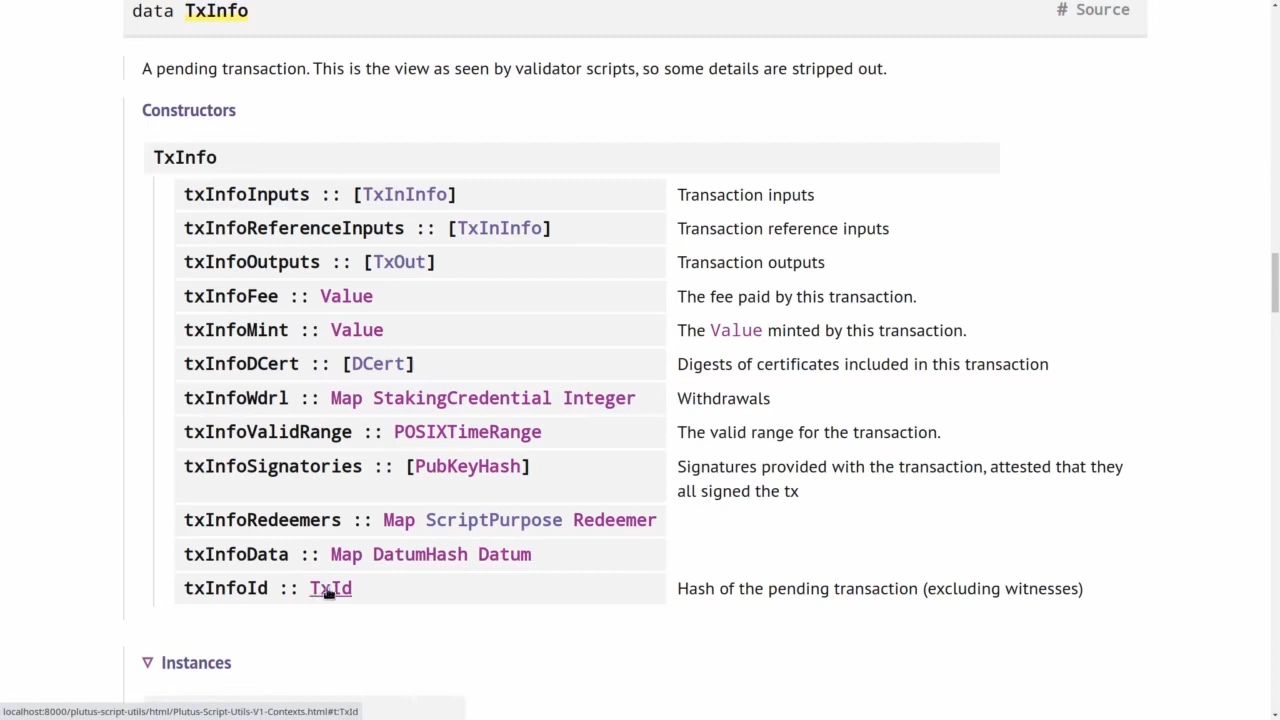 data TxInfo # Source
A pending transaction. This is the view as seen by validator scripts, so some details are stripped out.
Constructors
TxInfo
txInfoInputs :: [TxInInfo] Transaction inputs
txInfoReferenceInputs :: [TxInInfo] Transaction reference inputs
txInfoOutputs :: [TxOut] Transaction outputs
txInfoFee :: Value The fee paid by this transaction.
txInfoMint :: Value The Value minted by this transaction.
txInfoDCert :: [DCert] Digests of certificates included in this transaction
txInfoWdrl :: Map StakingCredential Integer Withdrawals
txInfoValidRange :: POSIXTimeRange The valid range for the transaction.
txInfoSignatories :: [PubKeyHash] Signatures provided with the transaction, attested that they
all signed the tx
txInfoRedeemers :: Map ScriptPurpose Redeemer
txInfoData :: Map DatumHash Datum
txInfoId :: TxId Hash of the pending transaction (excluding witnesses)
Instances
localhost:8000/plutus-script-utils/html/Plutus-Script-Utils-V1-Contexts.html#t:TxId